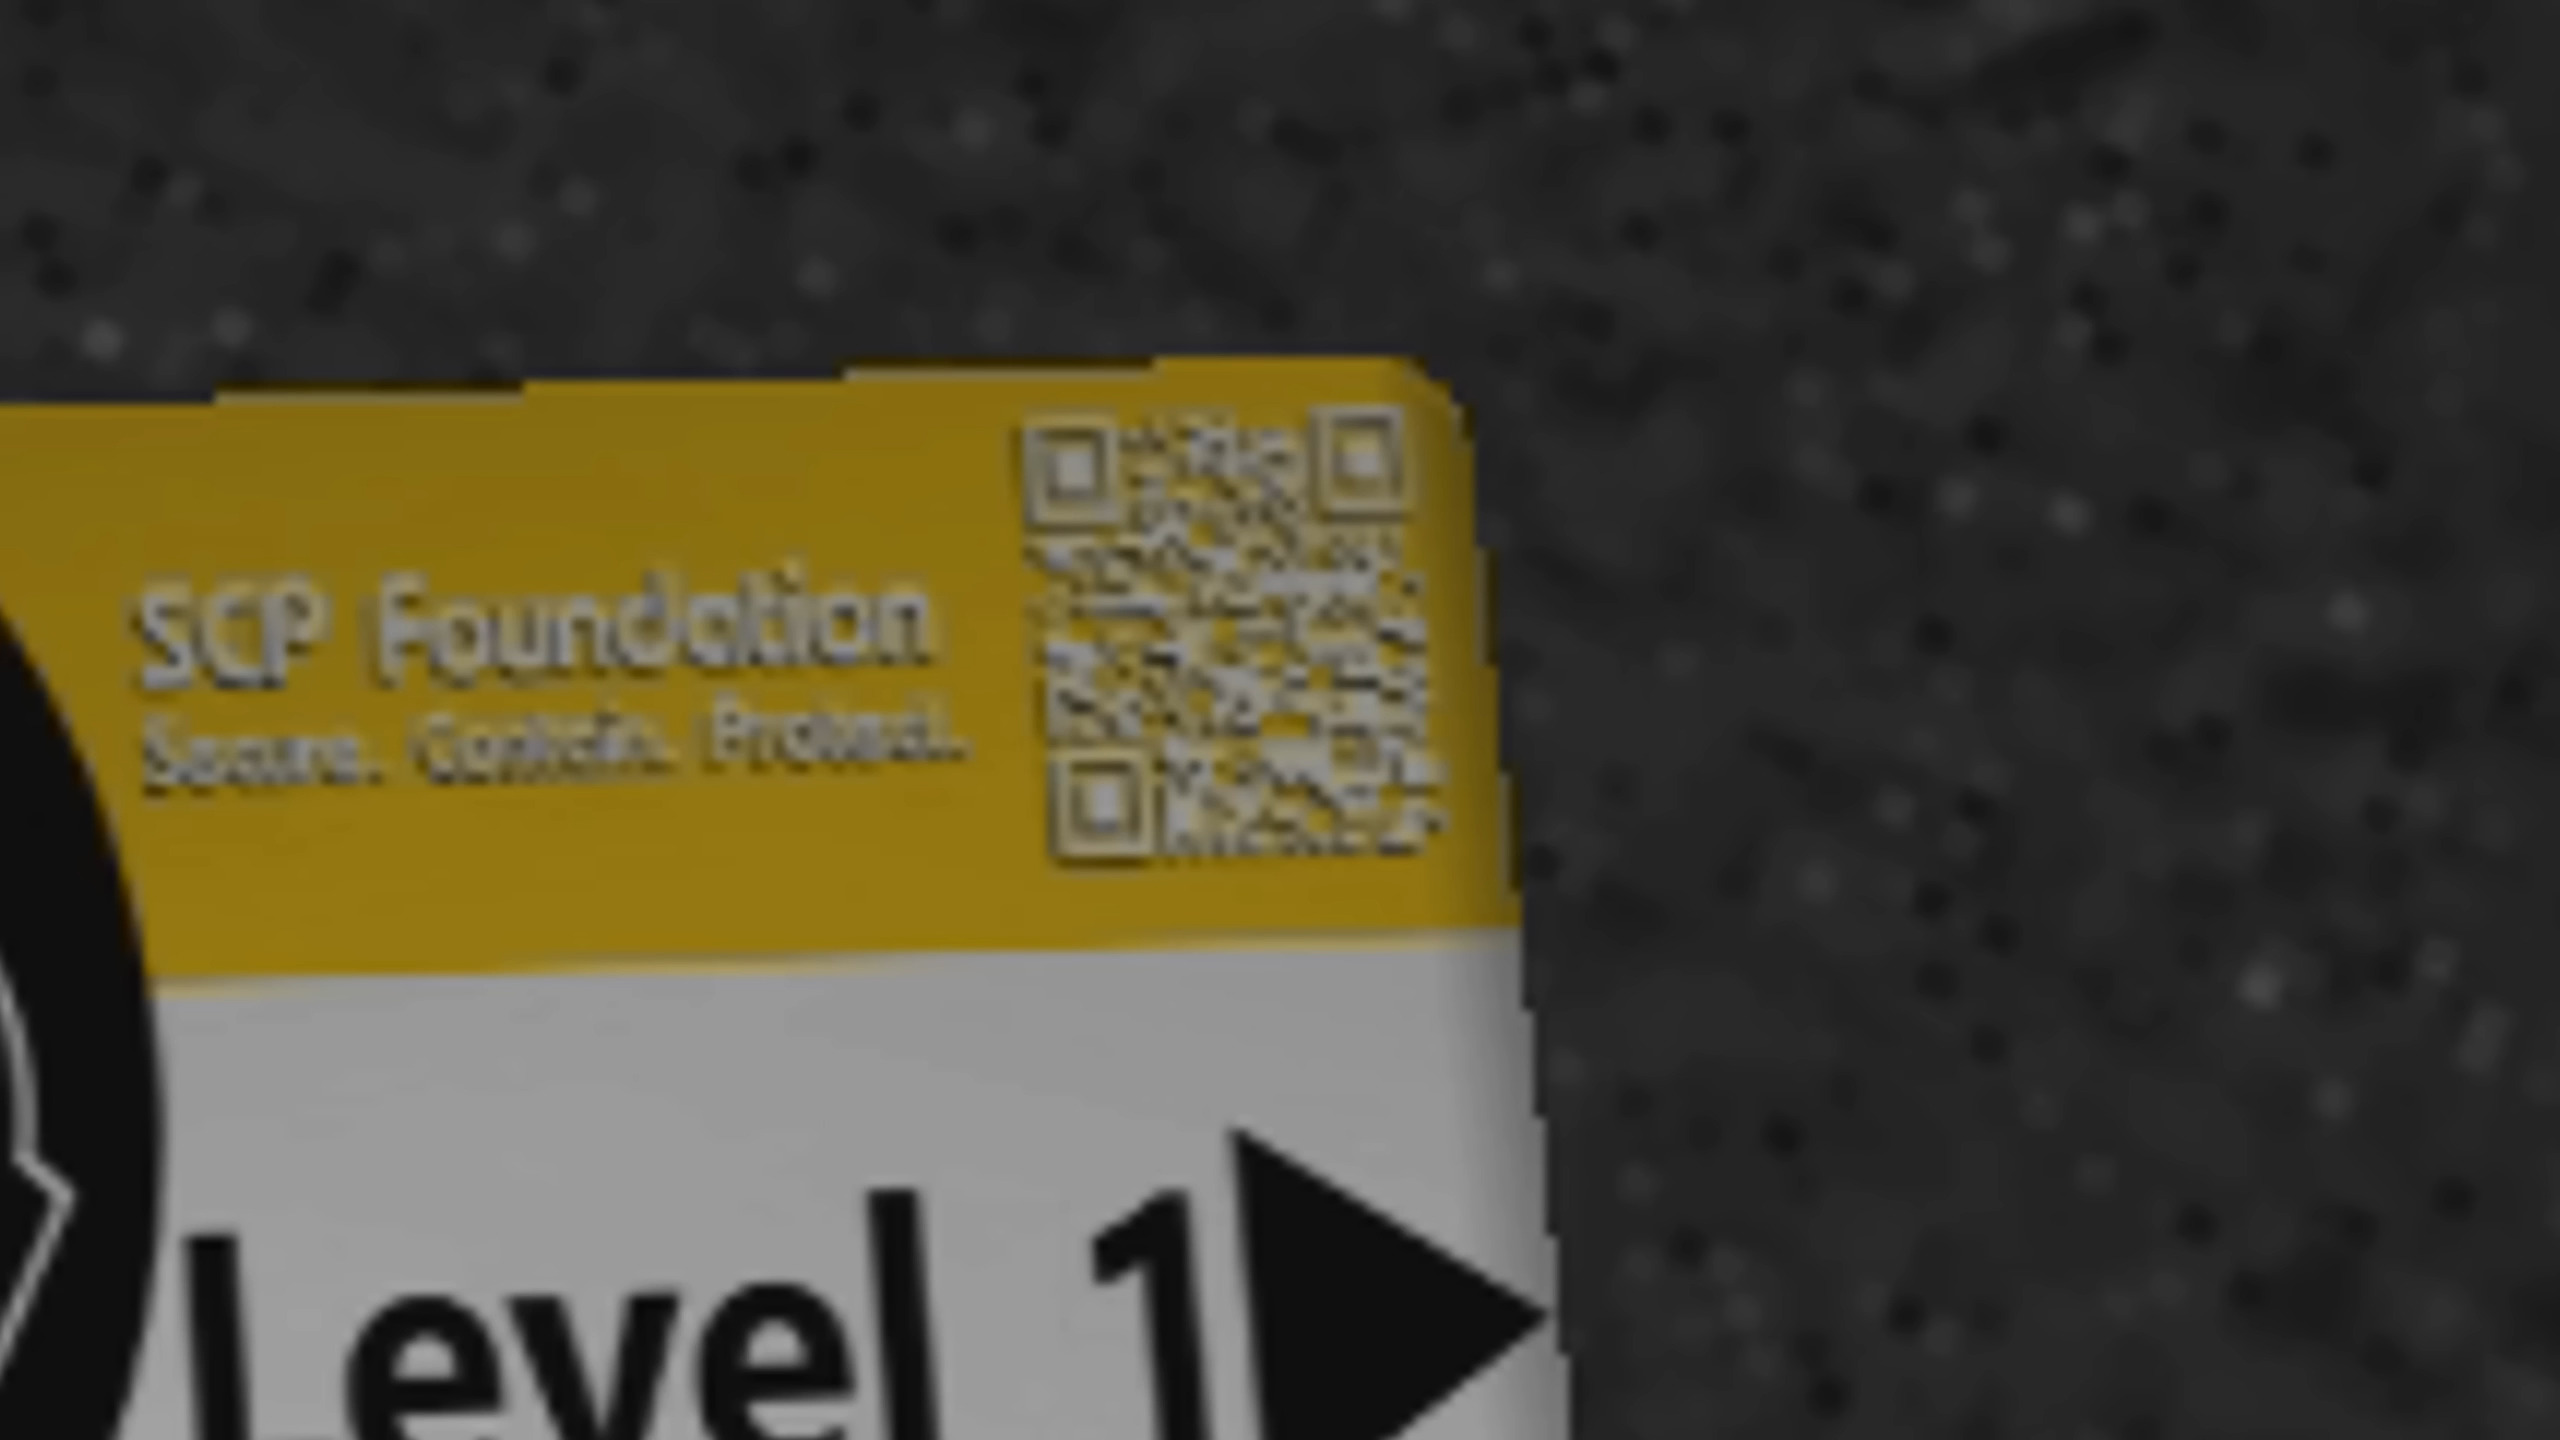 SCP Foundation
Secure. Contain. Protect.
Level 1